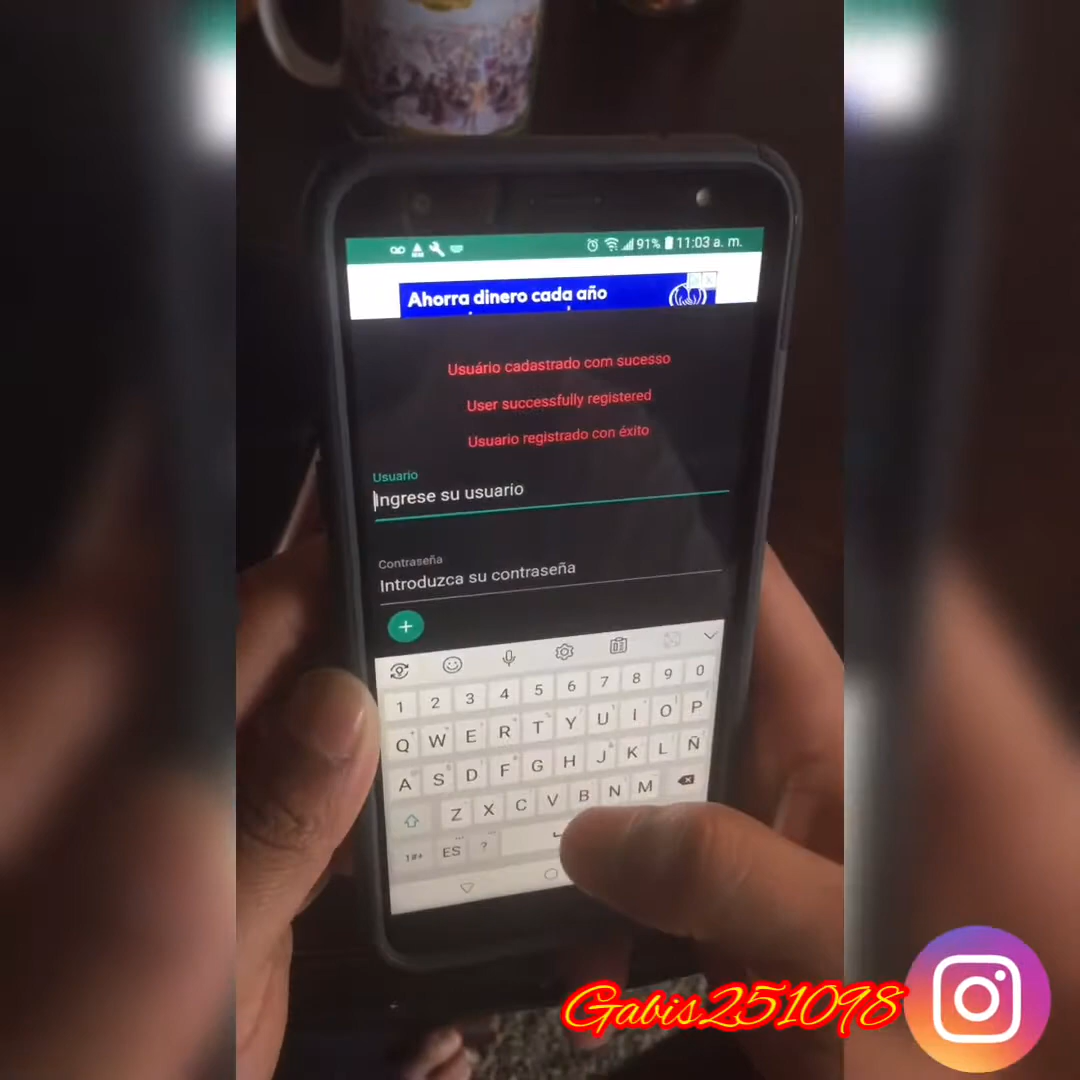 91% 11:03 a. m.
Ahorra dinero cada año
Usuário cadastrado com sucesso
User successfully registered
Usuario registrado con éxito
Usuario
Ingrese su usuario
Contraseña
Introduzca su contraseña
+
1 2 3 4 5 6 7 8 9 0
Q W E R T Y U I O P
A S D F G H J K L Ñ
Z X C V B N M
1#+ ES ?
Gabis251098